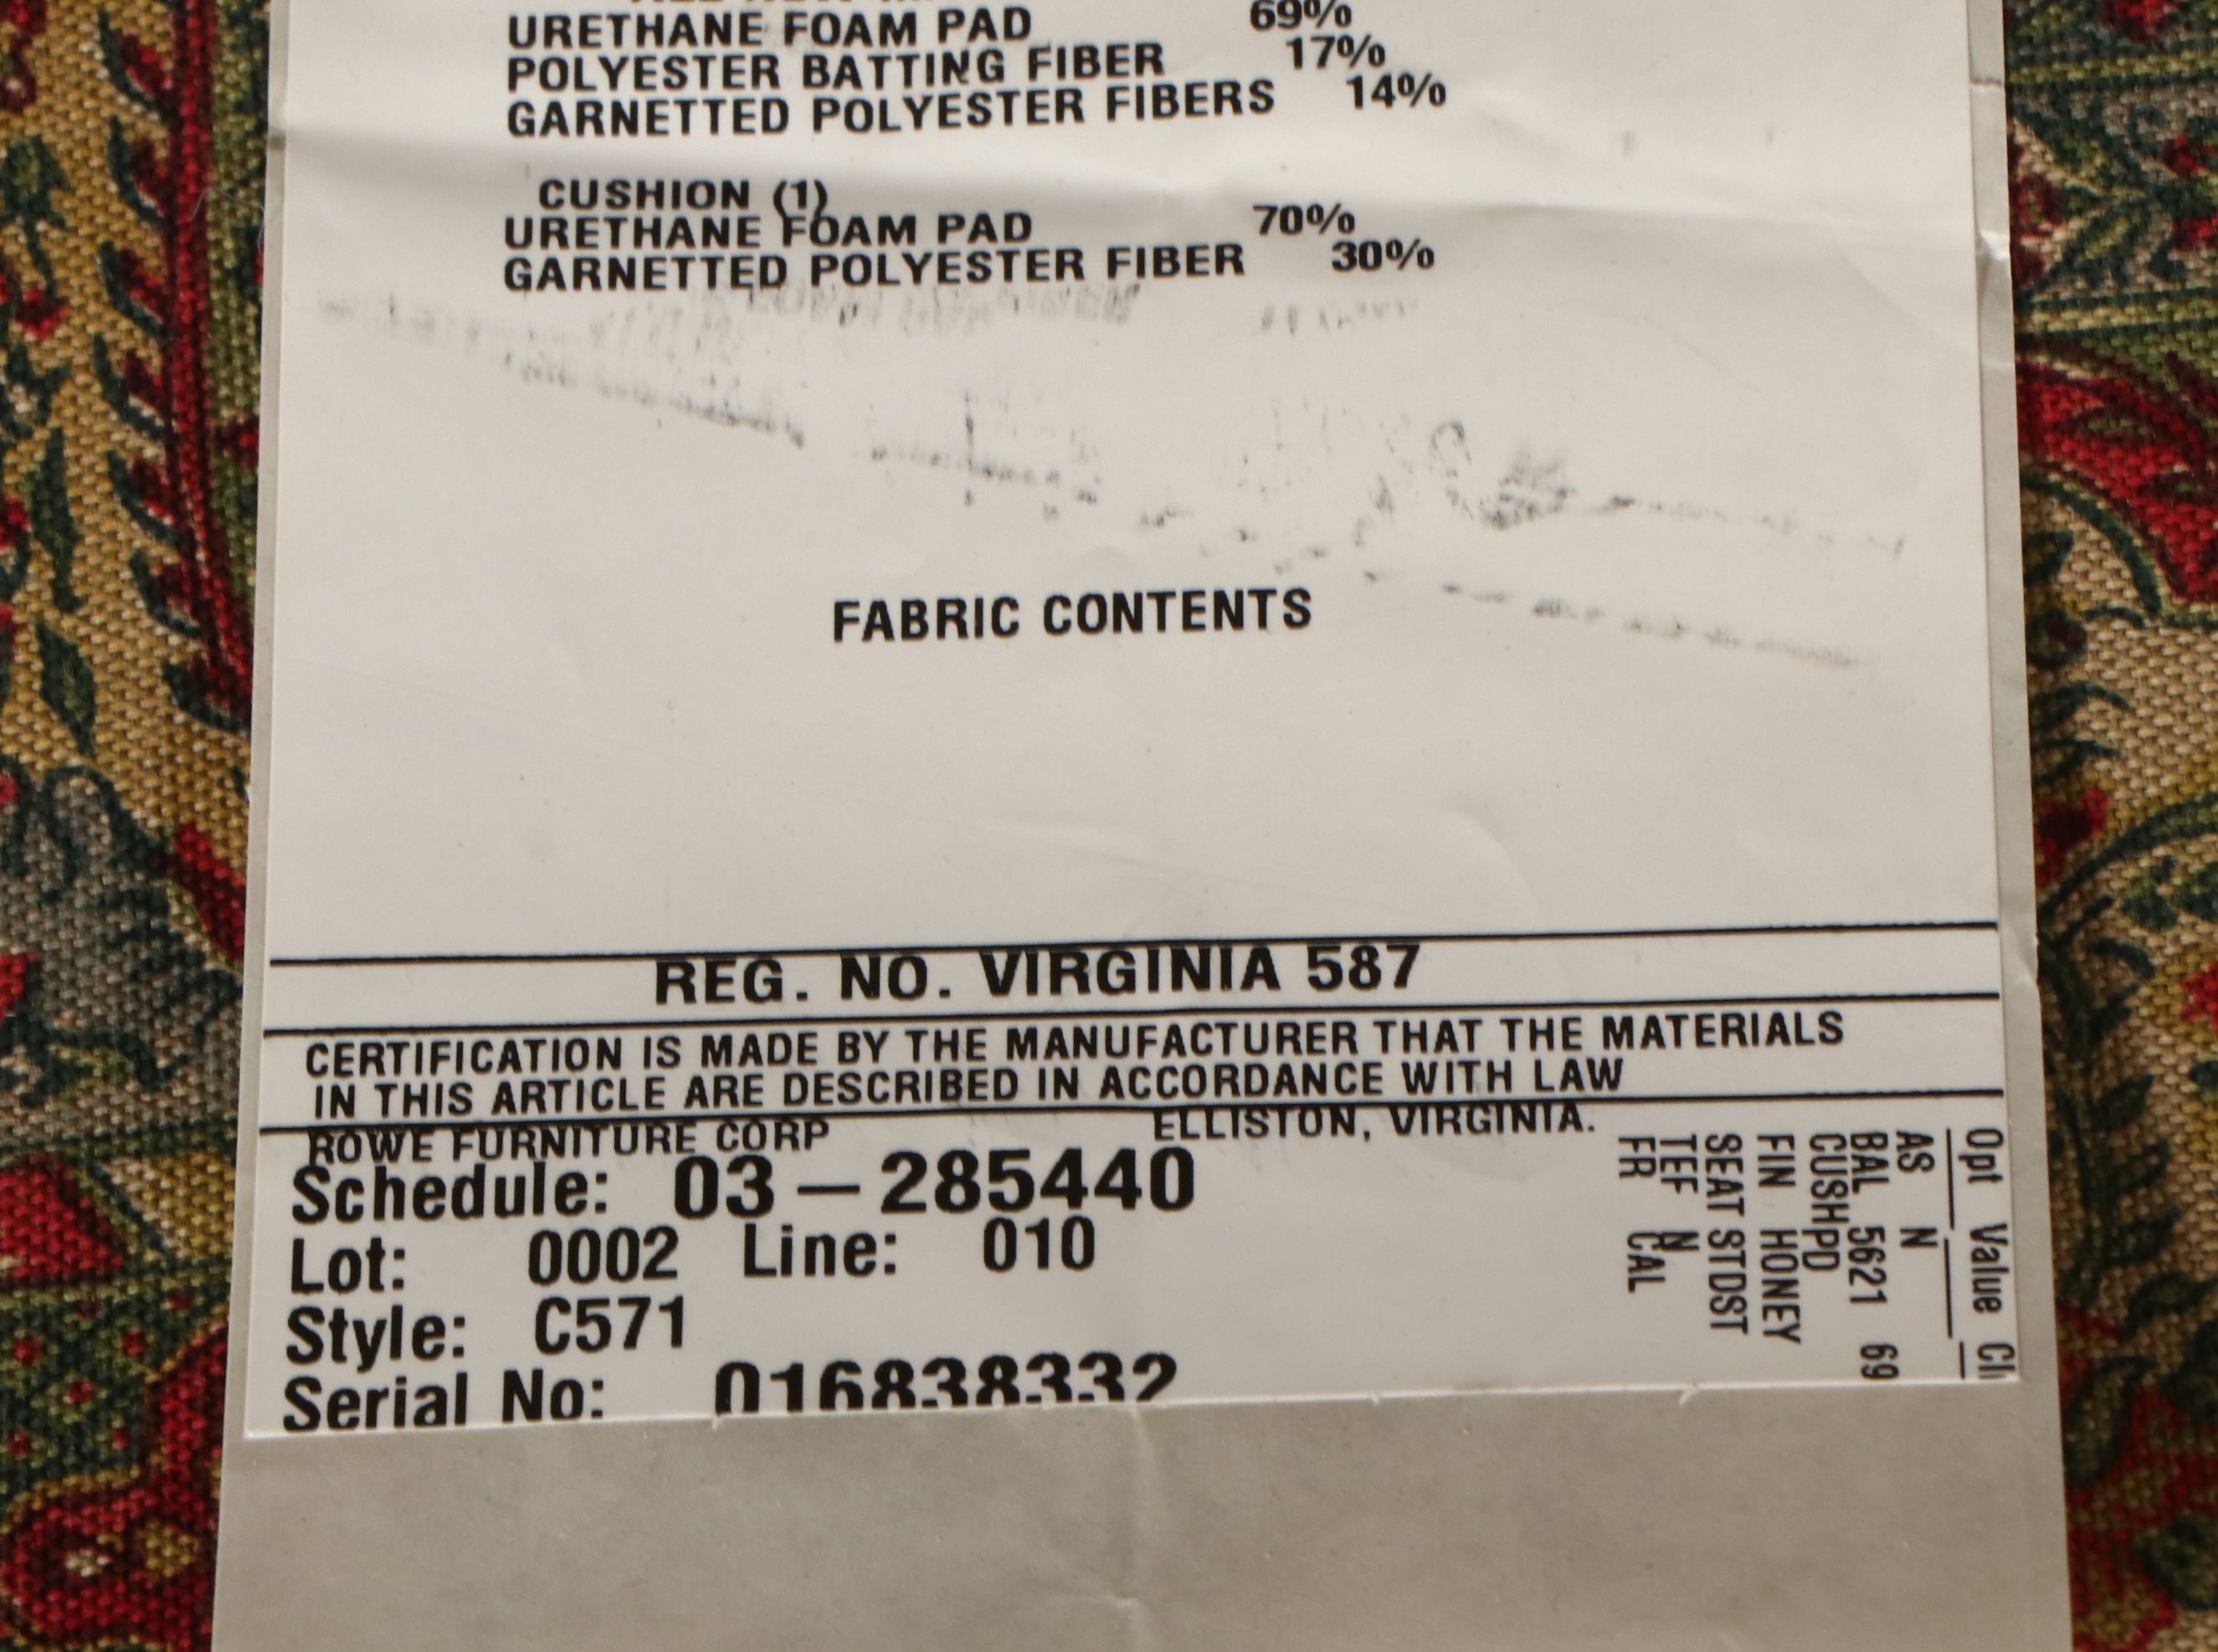 URETHANE FOAM PAD 69%
POLYESTER BATTING FIBER 17%
GARNETTED POLYESTER FIBERS 14%
CUSHION (1)
URETHANE FOAM PAD 70%
GARNETTED POLYESTER FIBER 30%
FABRIC CONTENTS
REG. NO. VIRGINIA 587
CERTIFICATION IS MADE BY THE MANUFACTURER THAT THE MATERIALS
IN THIS ARTICLE ARE DESCRIBED IN ACCORDANCE WITH LAW
ROWE FURNITURE CORP ELLISTON, VIRGINIA.
Schedule: 03-285440
Lot: 0002 Line: 010
Style: C571
Serial No: 016838332
Opt Value
AS N
BAL 5621 69
CUSHPD
FIN HONEY
SEAT STDST
TEF N
FR CAL